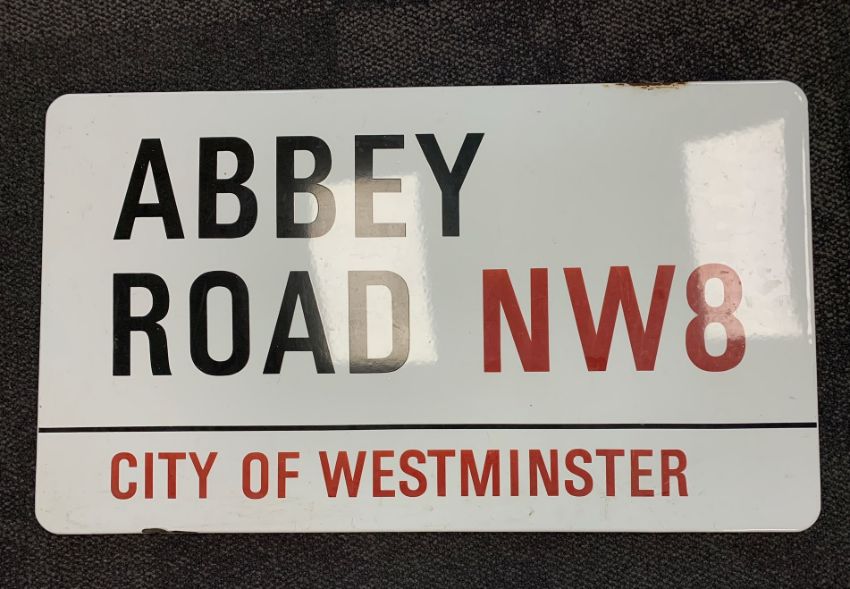 ABBEY
ROAD NW8
CITY OF WESTMINSTER